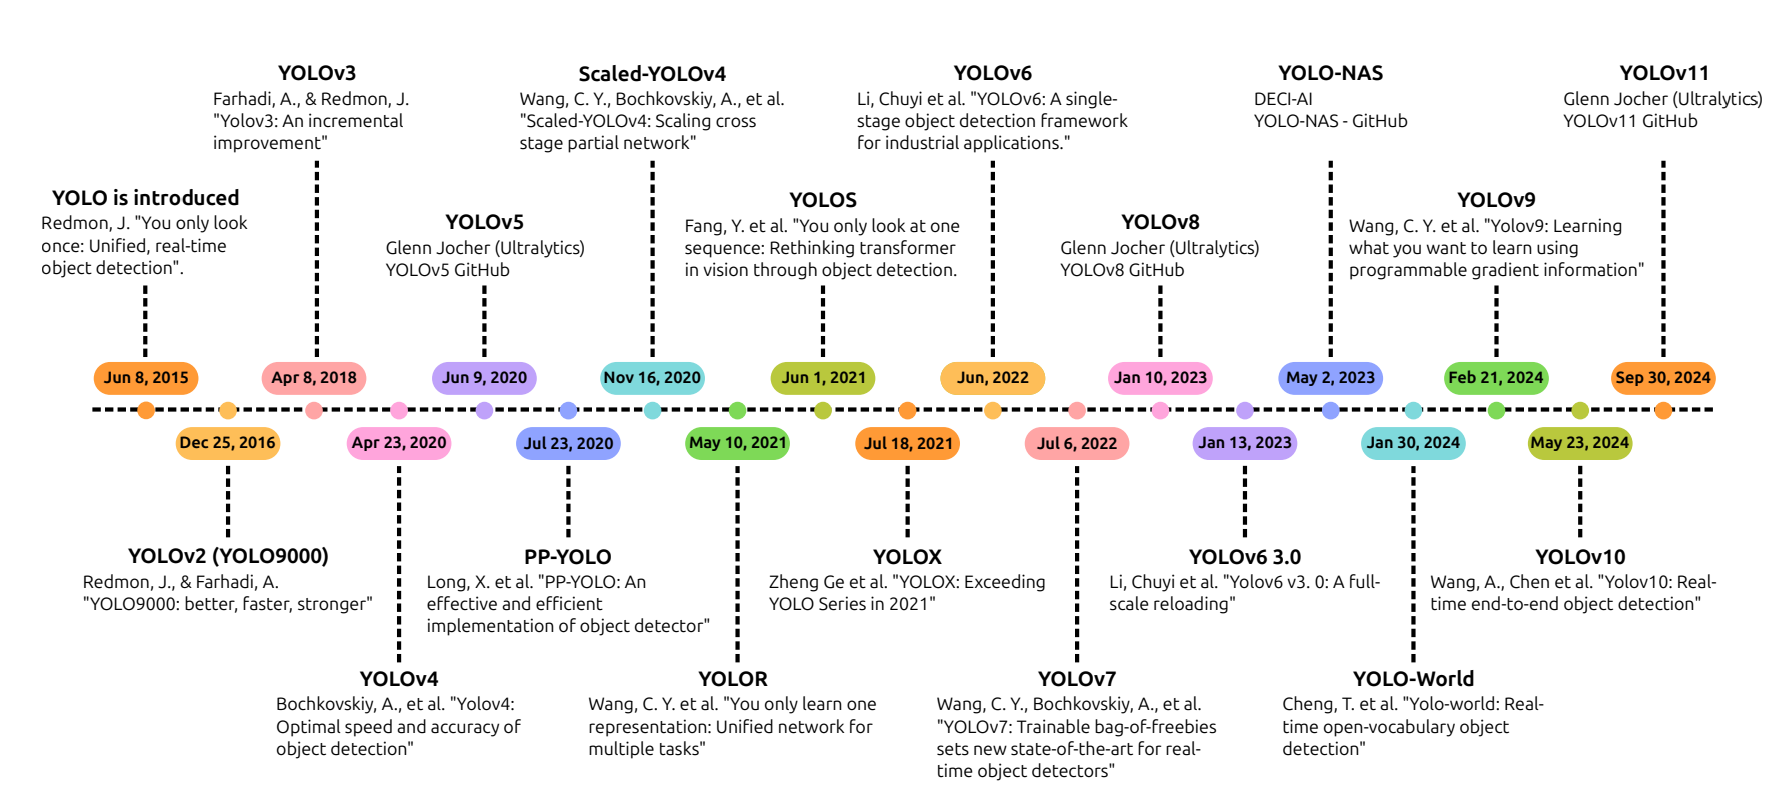 YOLOv3
Farhadi, A., & Redmon, J.
"Yolov3: An incremental
improvement"
Scaled-YOLOv4
Wang, C. Y., Bochkovskiy, A., et al.
"Scaled-YOLOv4: Scaling cross
stage partial network"
YOLOv6
Li, Chuyi et al. "YOLOv6: A single-
stage object detection framework
for industrial applications."
YOLO-NAS
DECI-AI
YOLO-NAS - GitHub
YOLOv11
Glenn Jocher (Ultralytics)
YOLOv11 GitHub
YOLO is introduced
Redmon, J. "You only look
once: Unified, real-time
object detection".
YOLOv5
Glenn Jocher (Ultralytics)
YOLOv5 GitHub
YOLOS
Fang, Y. et al. "You only look at one
sequence: Rethinking transformer
in vision through object detection.
YOLOv8
Glenn Jocher (Ultralytics)
YOLOv8 GitHub
YOLOv9
Wang, C. Y. et al. "Yolov9: Learning
what you want to learn using
programmable gradient information"
Jun 8, 2015
Apr 8, 2018
Jun 9, 2020
Nov 16, 2020
Jun 1, 2021
Jun, 2022
Jan 10, 2023
May 2, 2023
Feb 21, 2024
Sep 30, 2024
Dec 25, 2016
Apr 23, 2020
Jul 23, 2020
May 10, 2021
Jul 18, 2021
Jul 6, 2022
Jan 13, 2023
Jan 30, 2024
May 23, 2024
YOLOv2 (YOLO9000)
Redmon, J., & Farhadi, A.
"YOLO9000: better, faster, stronger"
PP-YOLO
Long, X. et al. "PP-YOLO: An
effective and efficient
implementation of object detector"
YOLOX
Zheng Ge et al. "YOLOX: Exceeding
YOLO Series in 2021"
YOLOv6 3.0
Li, Chuyi et al. "Yolov6 v3. 0: A full-
scale reloading"
YOLOv10
Wang, A., Chen et al. "Yolov10: Real-
time end-to-end object detection"
YOLOv4
Bochkovskiy, A., et al. "Yolov4:
Optimal speed and accuracy of
object detection"
YOLOR
Wang, C. Y. et al. "You only learn one
representation: Unified network for
multiple tasks"
YOLOv7
Wang, C. Y., Bochkovskiy, A., et al.
"YOLOv7: Trainable bag-of-freebies
sets new state-of-the-art for real-
time object detectors"
YOLO-World
Cheng, T. et al. "Yolo-world: Real-
time open-vocabulary object
detection"